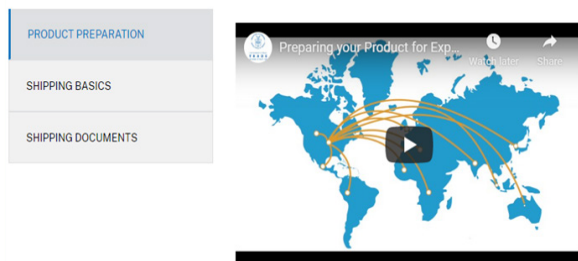 PRODUCT PREPARATION
SHIPPING BASICS
SHIPPING DOCUMENTS
Preparing your Product for Exp...
Watch later
Share